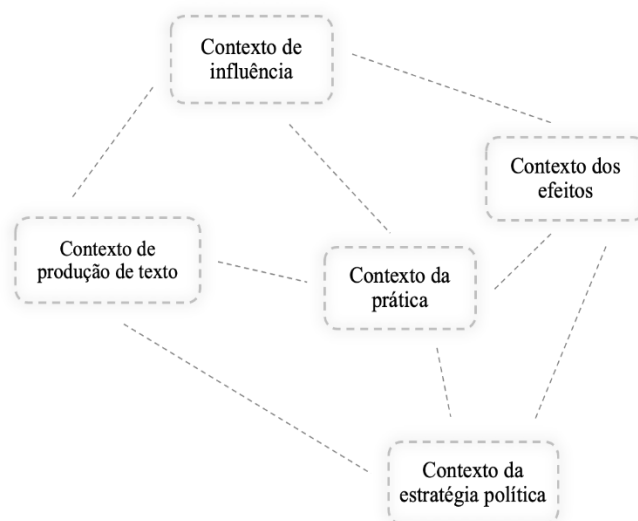 Contexto de
influência
Contexto dos
efeitos
Contexto de
produção de texto
Contexto da
prática
Contexto da
estratégia política